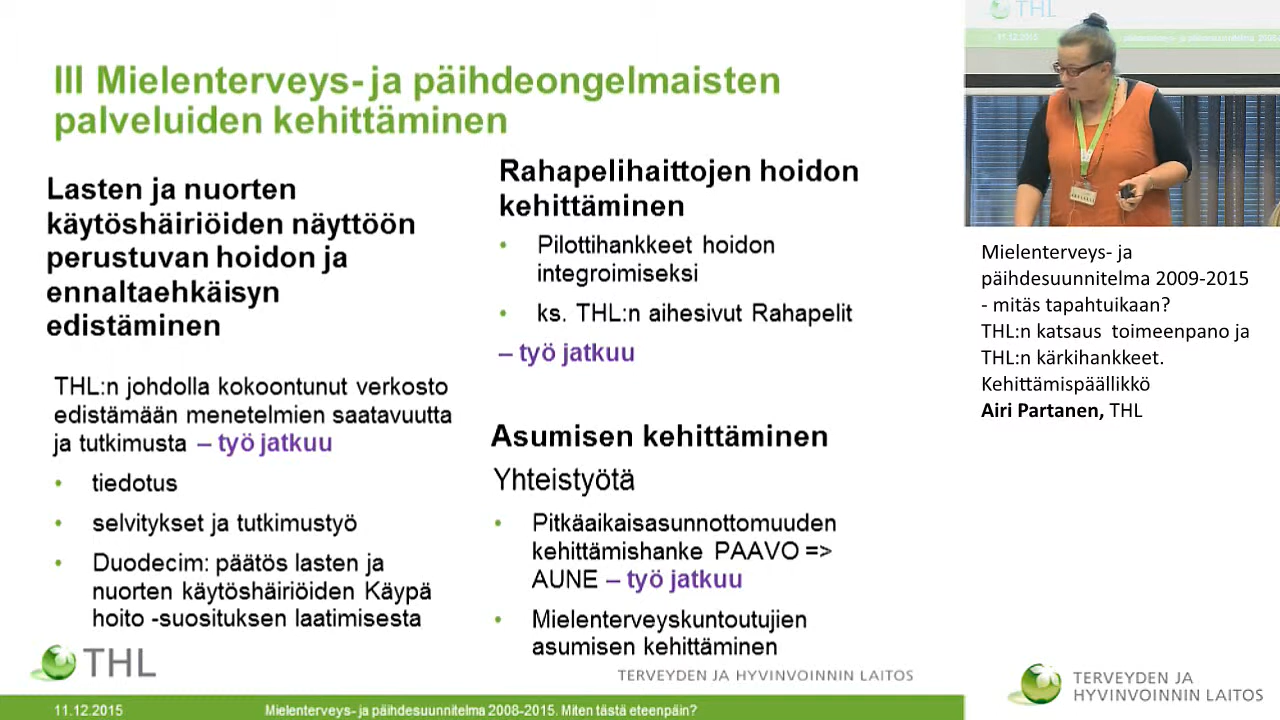 III Mielenterveys- ja päihdeongelmaisten
palveluiden kehittäminen
Lasten ja nuorten
käytöshäiriöiden näyttöön
perustuvan hoidon ja
ennaltaehkäisyn
edistäminen
THL:n johdolla kokoontunut verkosto
edistämään menetelmien saatavuutta
ja tutkimusta – työ jatkuu
• tiedotus
• selvitykset ja tutkimustyö
• Duodecim: päätös lasten ja
nuorten käytöshäiriöiden Käypä
hoito -suosituksen laatimisesta
Rahapelihaittojen hoidon
kehittäminen
• Pilottihankkeet hoidon
integroimiseksi
• ks. THL:n aihesivut Rahapelit
– työ jatkuu
Asumisen kehittäminen
Yhteistyötä
• Pitkäaikaisasunnottomuuden
kehittämishanke PAAVO =>
AUNE – työ jatkuu
• Mielenterveyskuntoutujien
asumisen kehittäminen
THL
TERVEYDEN JA HYVINVOINNIN LAITOS
11.12.2015
Mielenterveys- ja päihdesuunnitelma 2008-2015. Miten tästä eteenpäin?
THL
11.12.2015
Mielenterveys- ja
päihdesuunnitelma 2009-2015
- mitäs tapahtuikaan?
THL:n katsaus toimeenpano ja
THL:n kärkihankkeet.
Kehittämispäällikkö
Airi Partanen, THL
TERVEYDEN JA
HYVINVOINNIN LAITOS